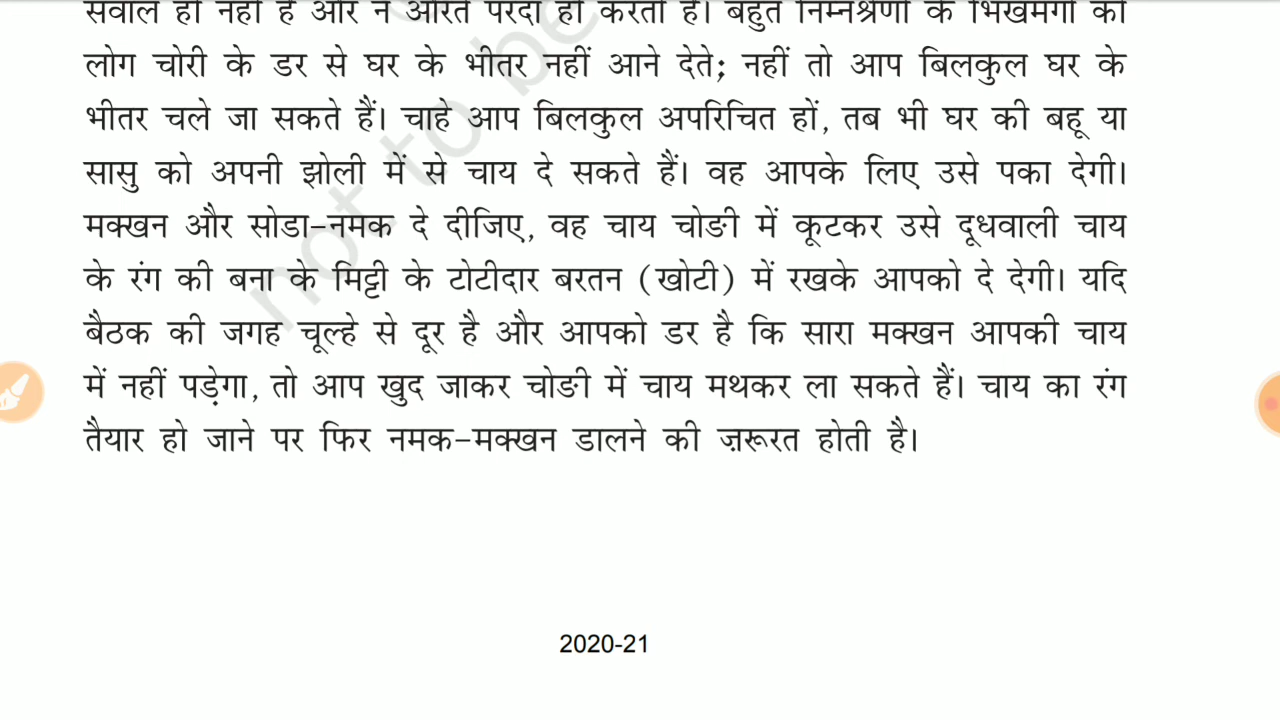 सवाल ही नहीं है और न औरतें परदा ही करती हैं। बहुत निम्नश्रेणी के भिखमंगों को
लोग चोरी के डर से घर के भीतर नहीं आने देते; नहीं तो आप बिलकुल घर के
भीतर चले जा सकते हैं। चाहे आप बिलकुल अपरिचित हों, तब भी घर की बहू या
सासु को अपनी झोली में से चाय दे सकते हैं। वह आपके लिए उसे पका देगी।
मक्खन और सोडा-नमक दे दीजिए, वह चाय चोङी में कूटकर उसे दूधवाली चाय
के रंग की बना के मिट्टी के टोटीदार बरतन (खोटी) में रखके आपको दे देगी। यदि
बैठक की जगह चूल्हे से दूर है और आपको डर है कि सारा मक्खन आपकी चाय
में नहीं पड़ेगा, तो आप खुद जाकर चोङी में चाय मथकर ला सकते हैं। चाय का रंग
तैयार हो जाने पर फिर नमक-मक्खन डालने की ज़रूरत होती है।
not to be
2020-21